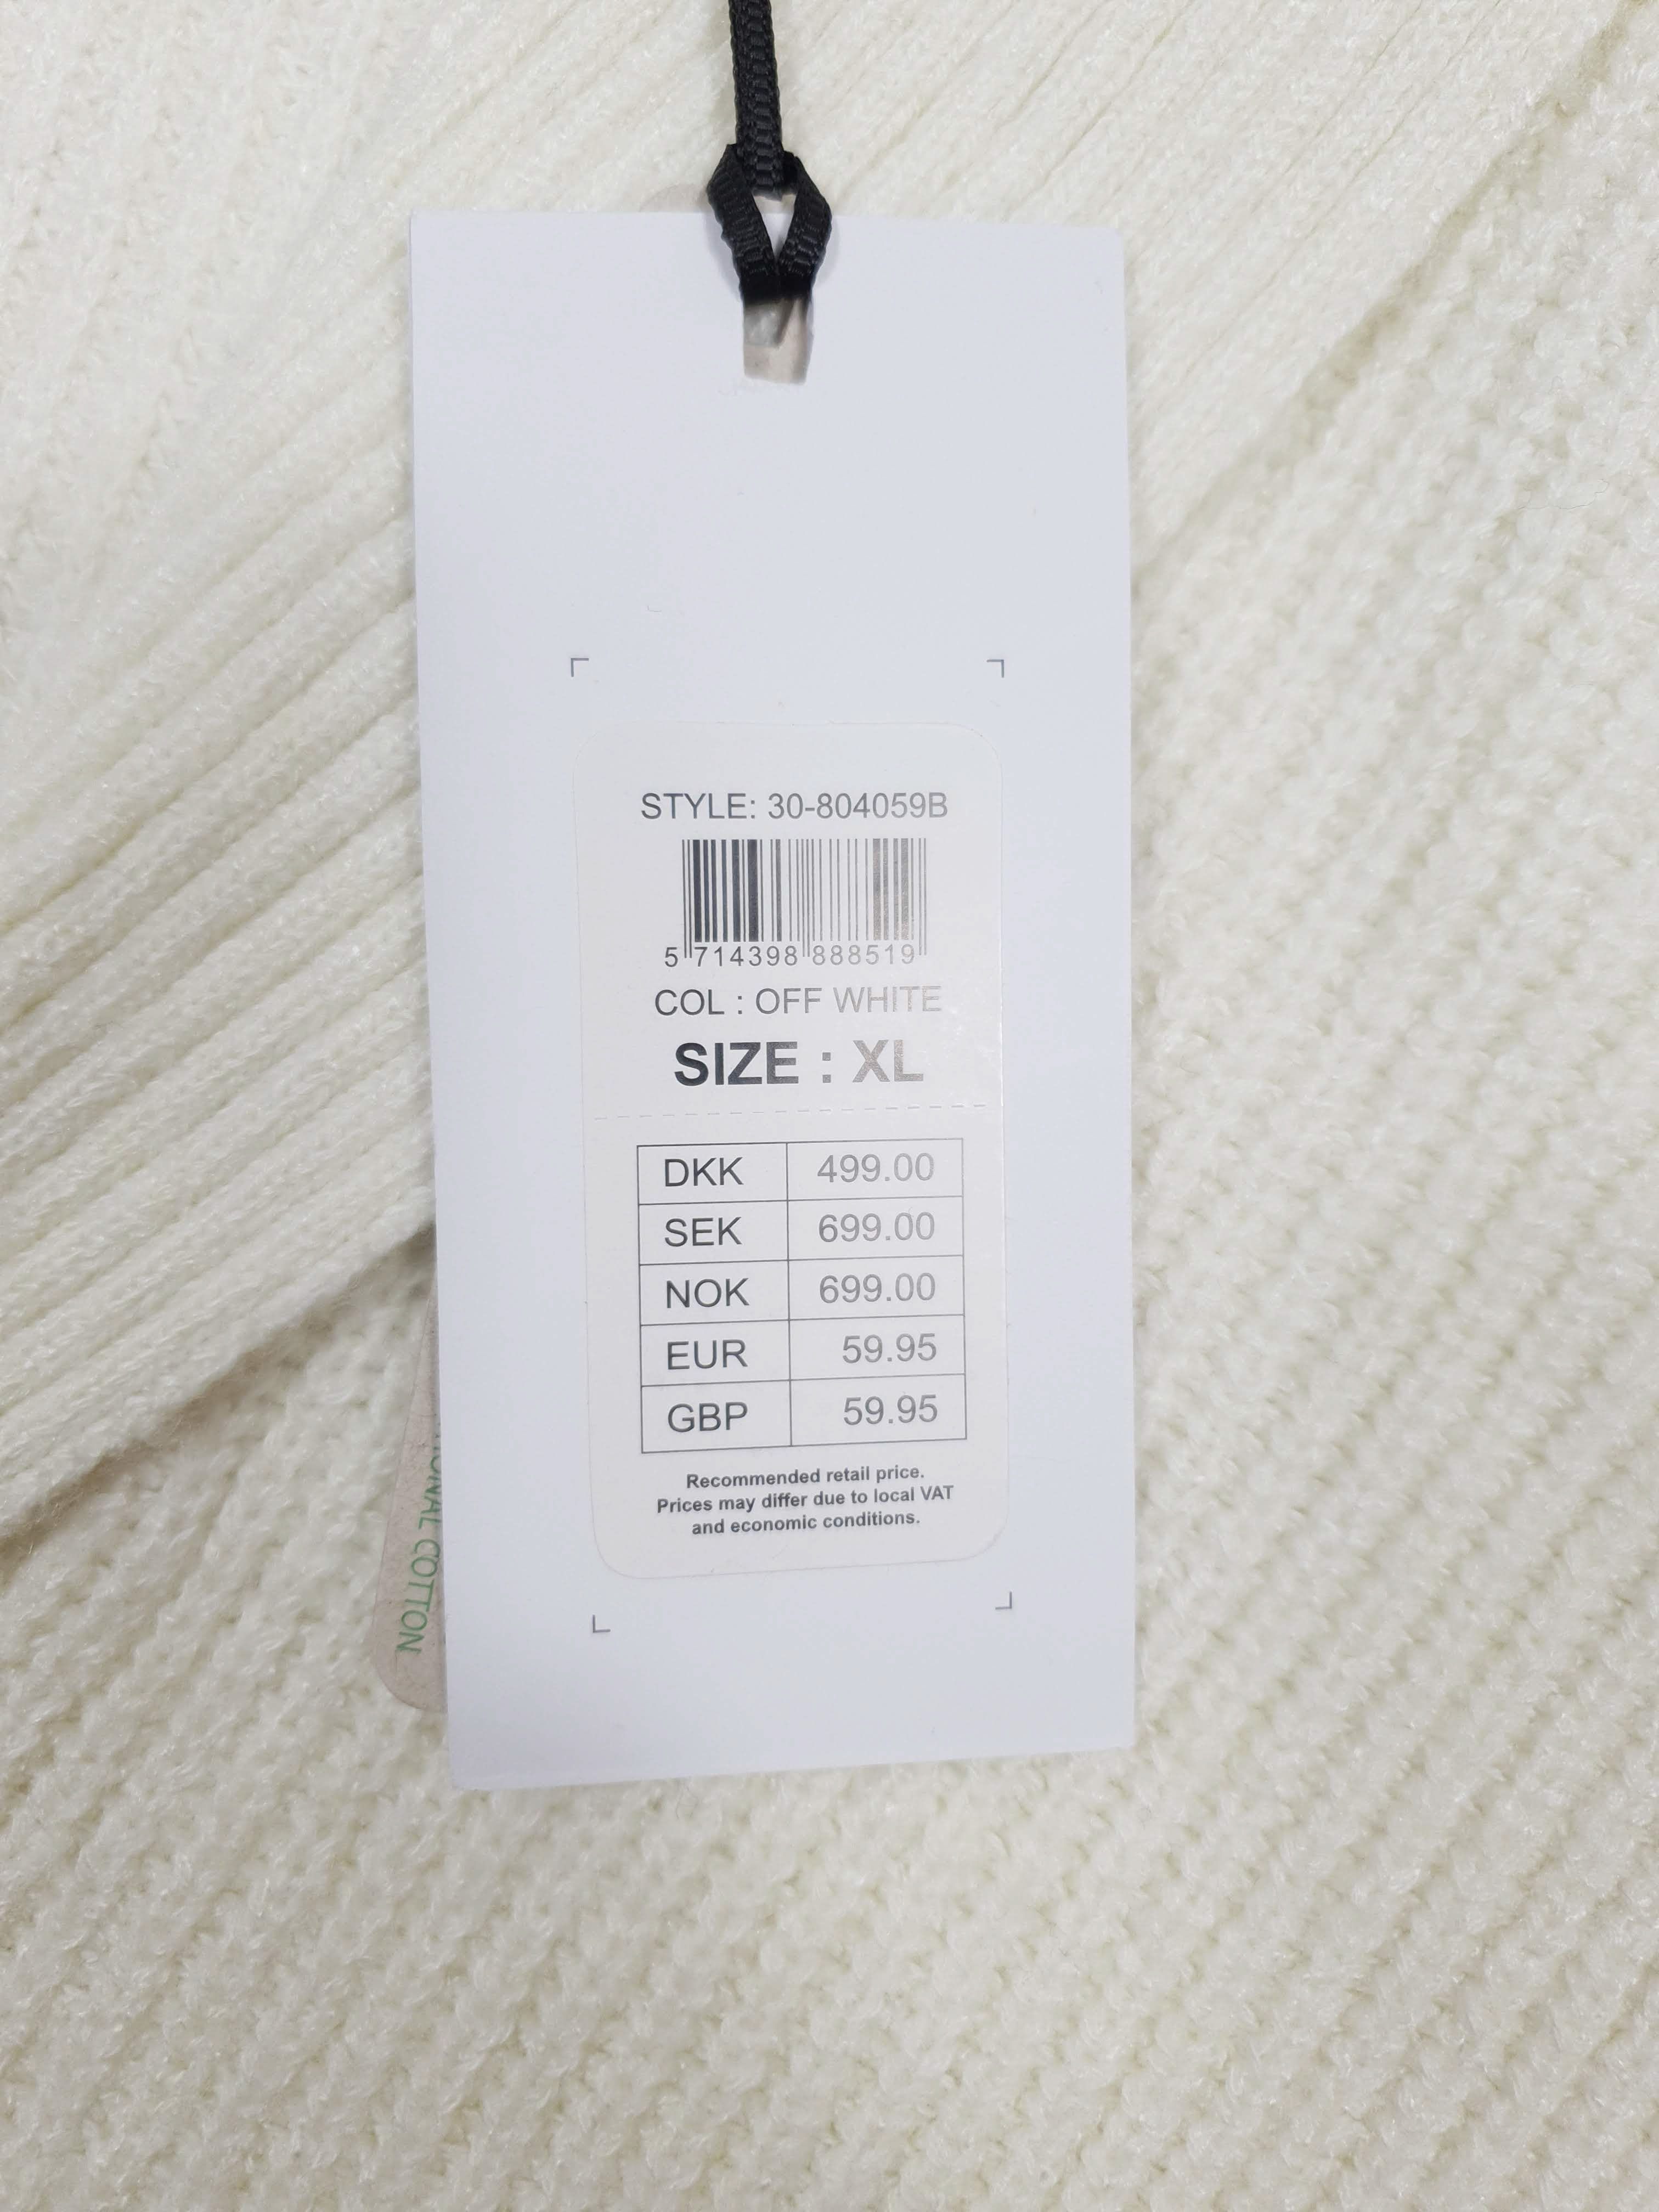 STYLE: 30-804059B
5 714398 888519
COL : OFF WHITE
SIZE : XL
DKK 499.00
SEK 699.00
NOK 699.00
EUR 59.95
GBP 59.95
Recommended retail price.
Prices may differ due to local VAT
and economic conditions.
COTTON